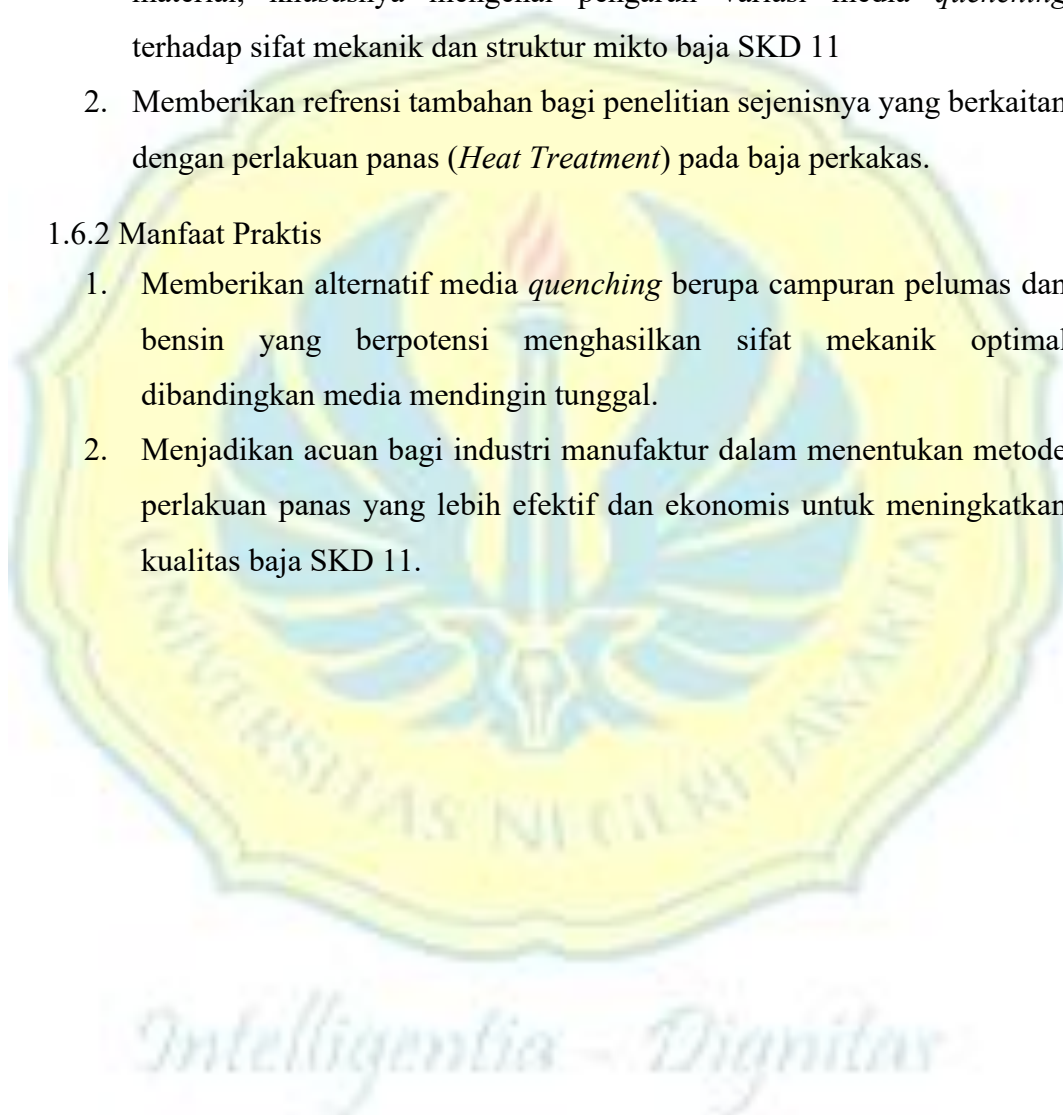 material, khususnya mengenai pengaruh variasi media quenching
terhadap sifat mekanik dan struktur mikto baja SKD 11
2. Memberikan refrensi tambahan bagi penelitian sejenisnya yang berkaitan
dengan perlakuan panas (Heat Treatment) pada baja perkakas.
1.6.2 Manfaat Praktis
1. Memberikan alternatif media quenching berupa campuran pelumas dan
bensin yang berpotensi menghasilkan sifat mekanik optimal
dibandingkan media mendingin tunggal.
2. Menjadikan acuan bagi industri manufaktur dalam menentukan metode
perlakuan panas yang lebih efektif dan ekonomis untuk meningkatkan
kualitas baja SKD 11.
UNIVERSITAS NEGERI JAKARTA
Intelligentia - Dignitas